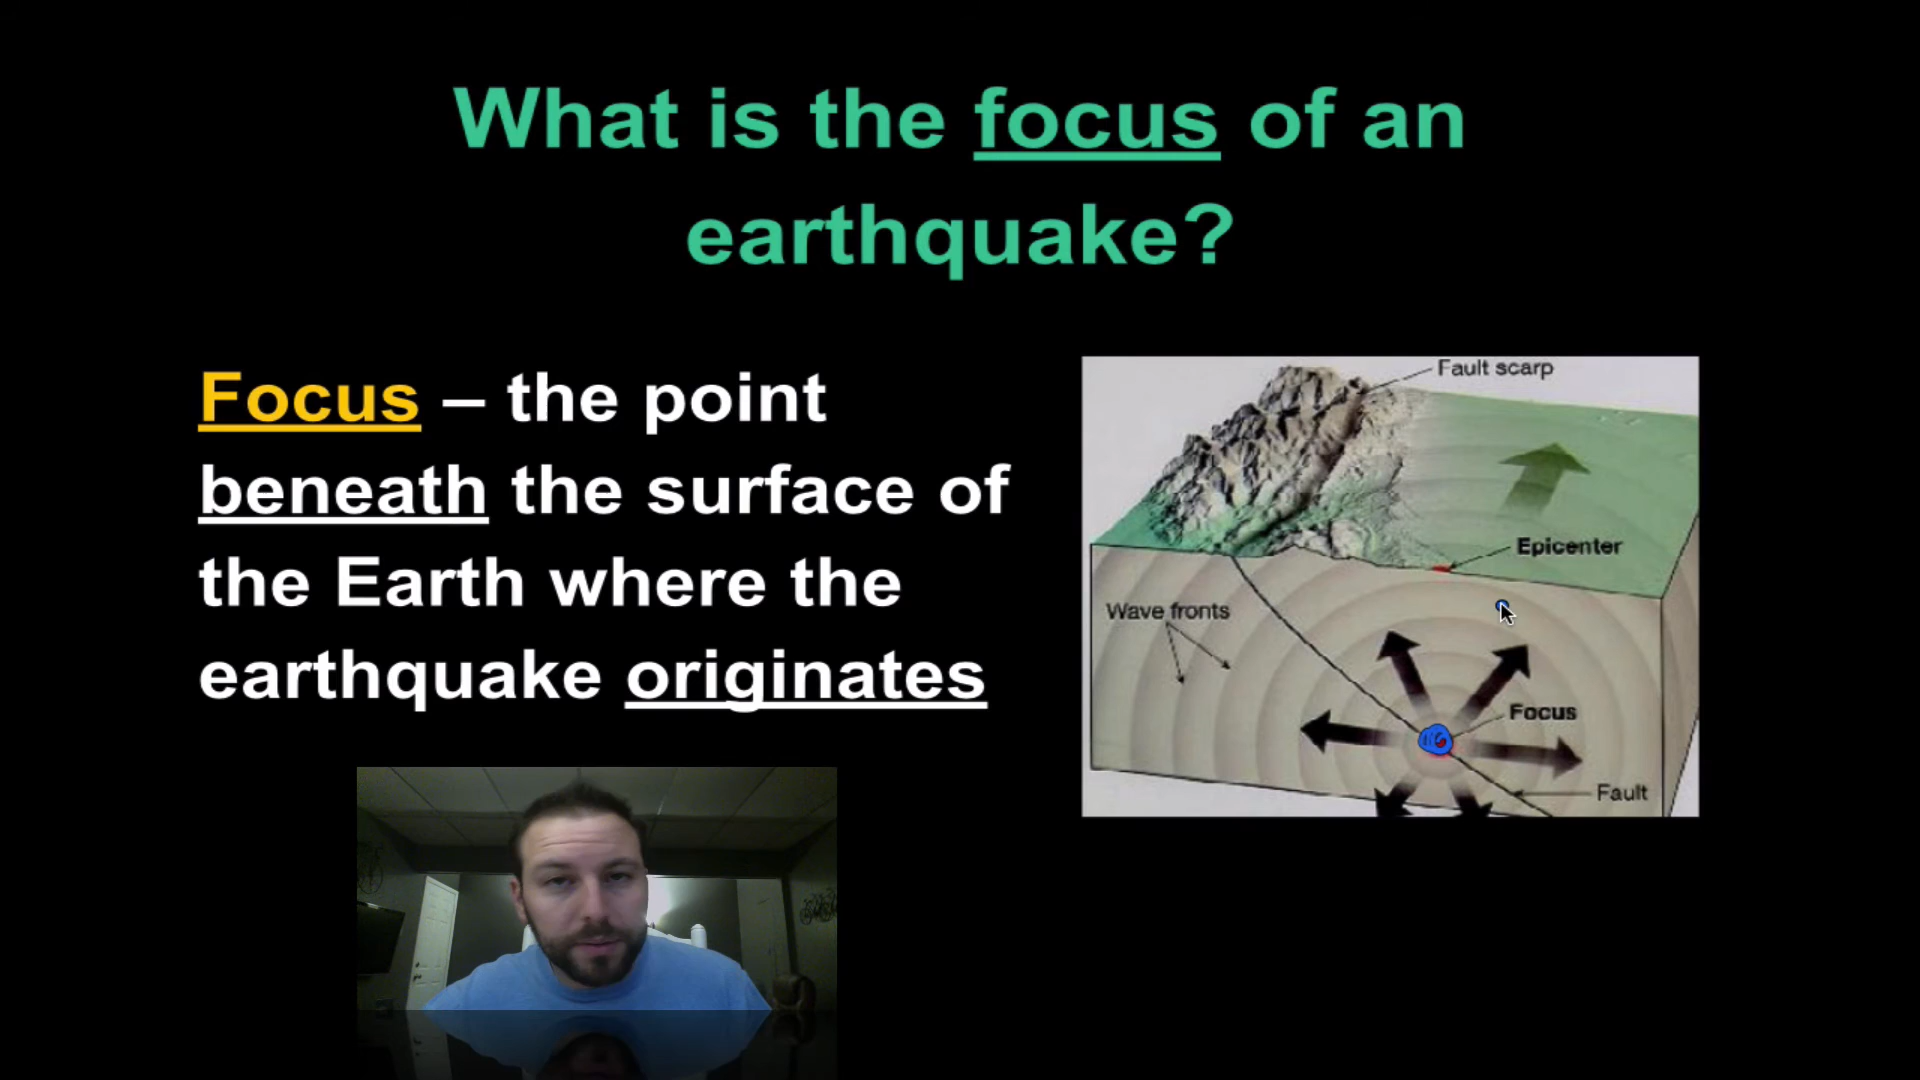 What is the focus of an
earthquake?
Focus – the point
beneath the surface of
the Earth where the
earthquake originates
Fault scarp
Epicenter
Wave fronts
Focus
Fault